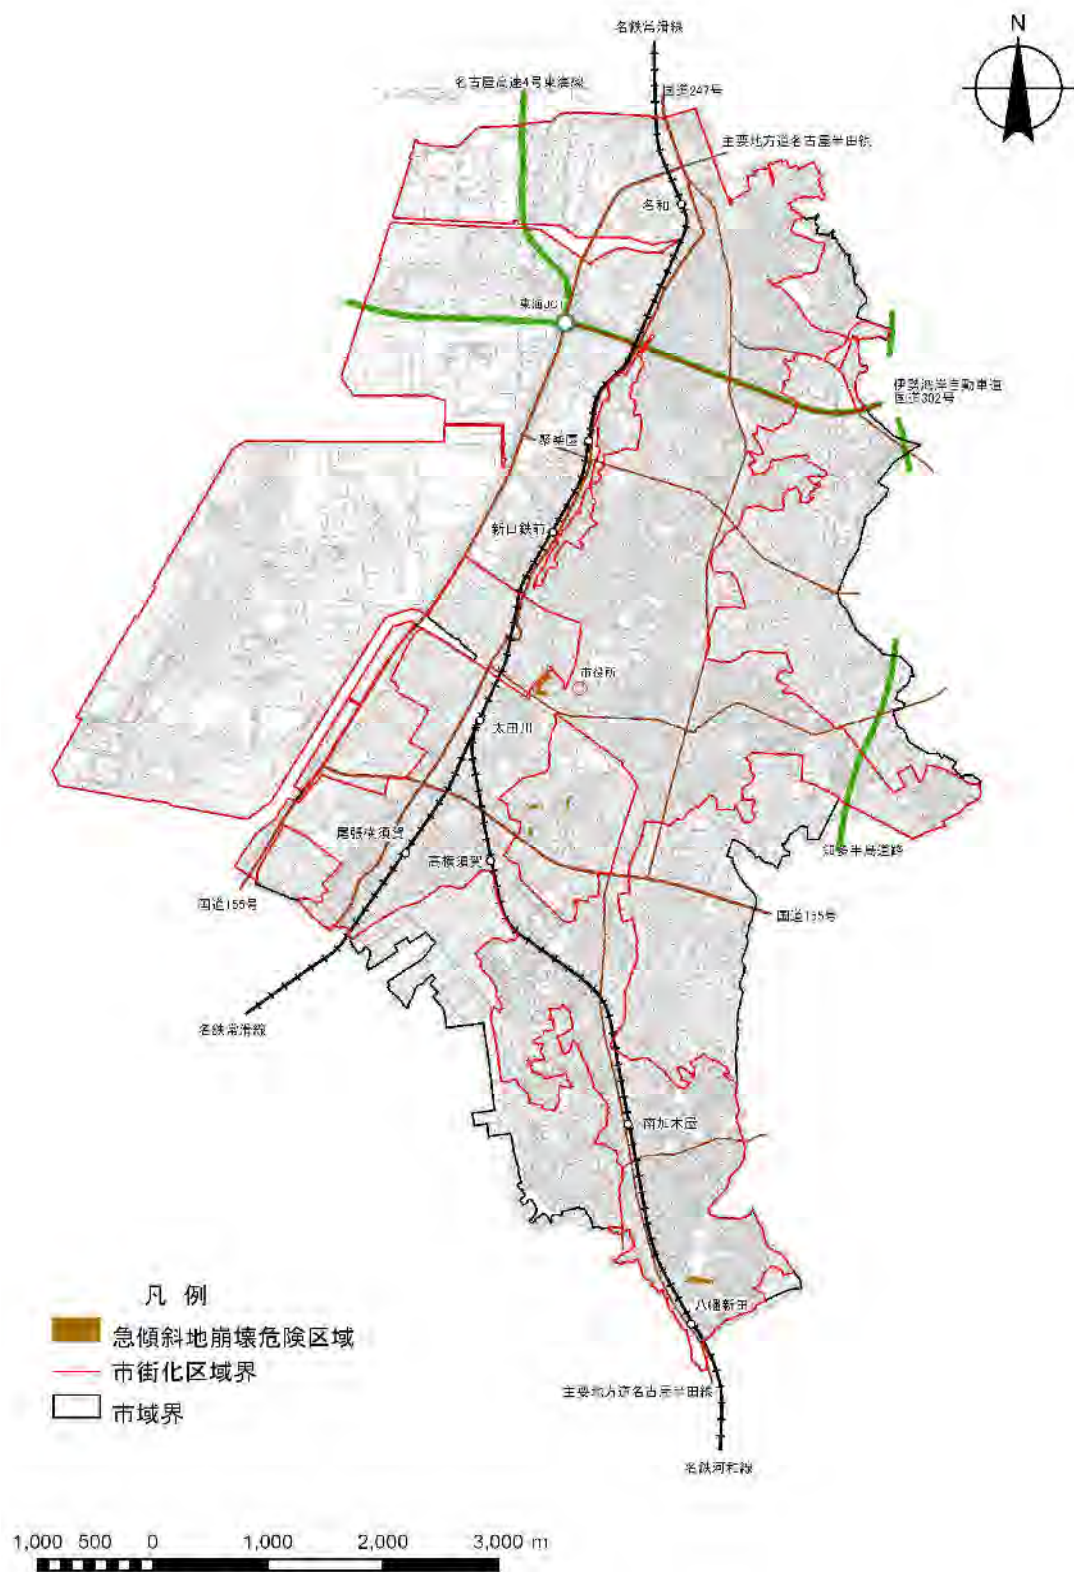 名鉄常滑線
N
名古屋高速4号東海線
国道247号
主要地方道名古屋半田線
名和
東海JCT
伊勢湾岸自動車道
国道302号
聚楽園
新日鉄前
市役所
太田川
尾張横須賀
高横須賀
知多半島道路
国道155号
国道155号
名鉄常滑線
南加木屋
八幡新田
主要地方道名古屋半田線
名鉄河和線
凡 例
急傾斜地崩壊危険区域
市街化区域界
市域界
1,000 500 0 1,000 2,000 3,000 m